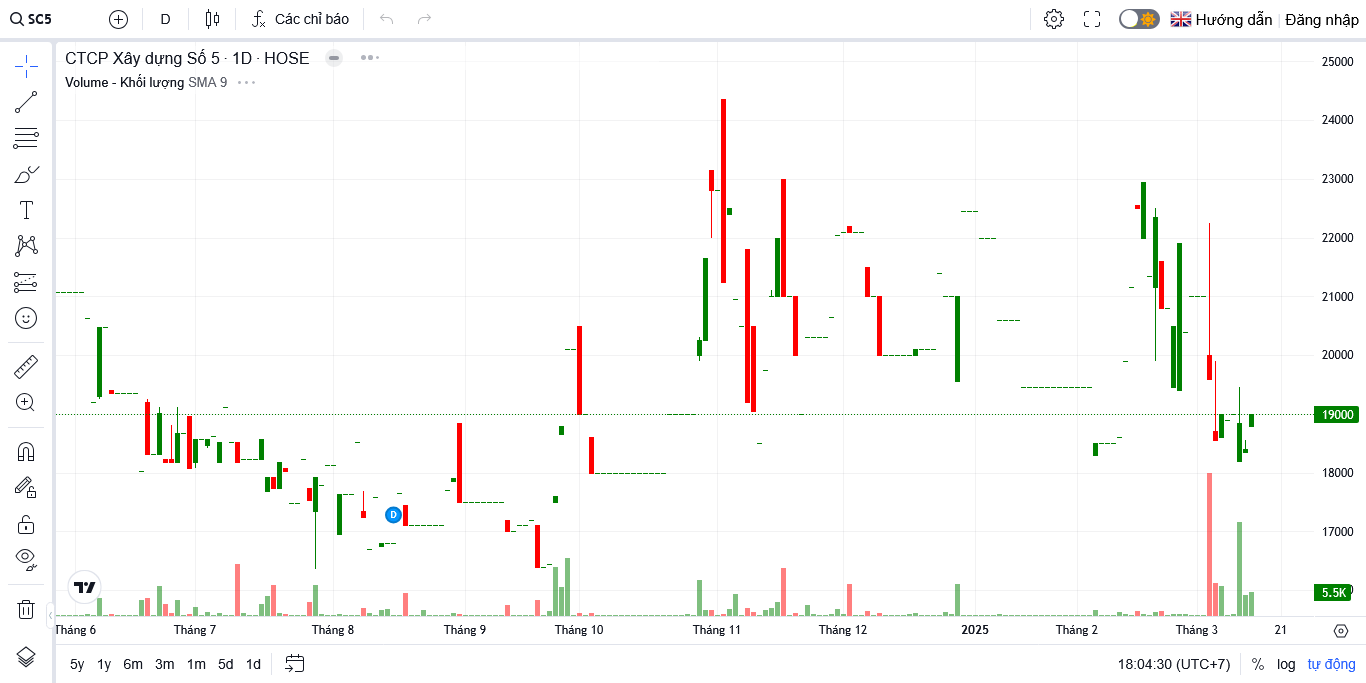 SC5
D
Các chỉ báo
Hướng dẫn
Đăng nhập
CTCP Xây dựng Số 5 · 1D · HOSE
Volume - Khối lượng SMA 9
25000
24000
23000
22000
21000
20000
19000
18000
17000
5.5K
D
Tháng 6
Tháng 7
Tháng 8
Tháng 9
Tháng 10
Tháng 11
Tháng 12
2025
Tháng 2
Tháng 3
21
5y 1y 6m 3m 1m 5d 1d
18:04:30 (UTC+7)
% log tự động